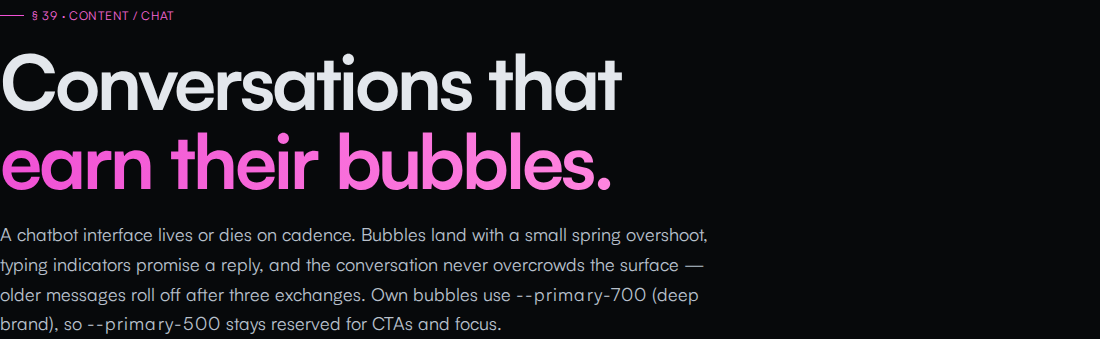 § 39 · CONTENT / CHAT
Conversations that
earn their bubbles.
A chatbot interface lives or dies on cadence. Bubbles land with a small spring overshoot,
typing indicators promise a reply, and the conversation never overcrowds the surface —
older messages roll off after three exchanges. Own bubbles use --primary-700 (deep
brand), so --primary-500 stays reserved for CTAs and focus.